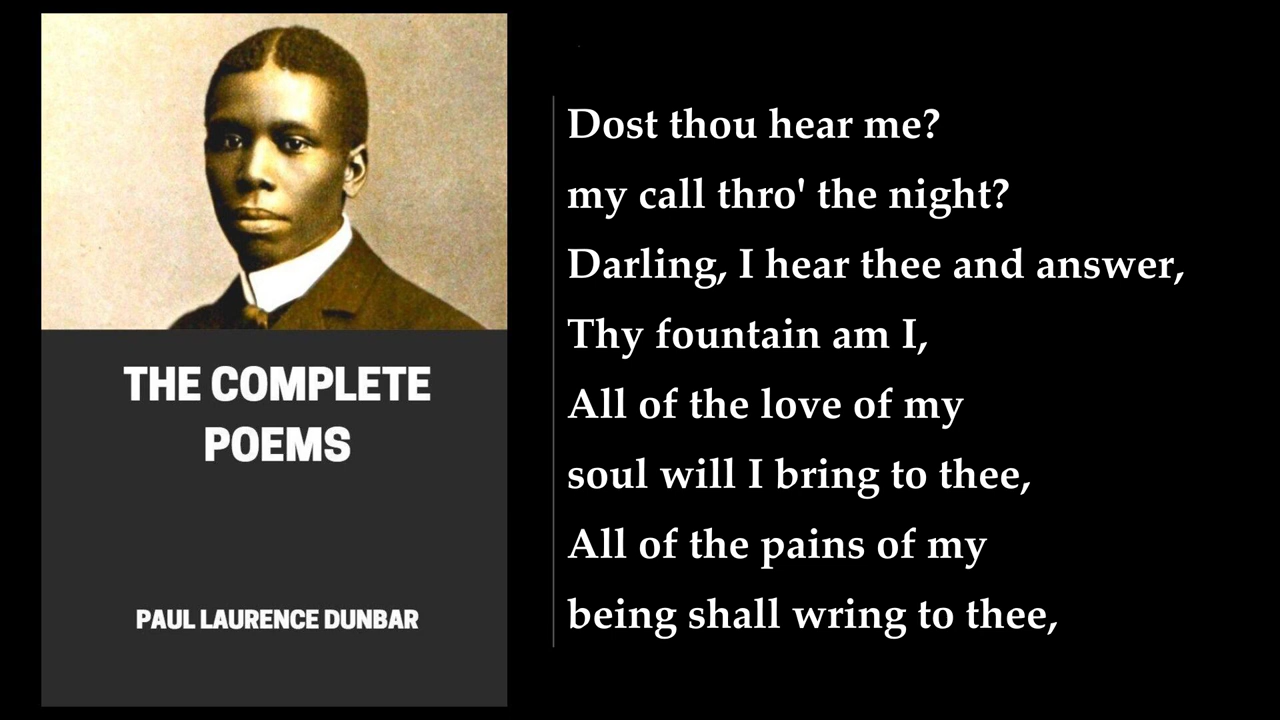 THE COMPLETE
POEMS
PAUL LAURENCE DUNBAR
Dost thou hear me?
my call thro' the night?
Darling, I hear thee and answer,
Thy fountain am I,
All of the love of my
soul will I bring to thee,
All of the pains of my
being shall wring to thee,